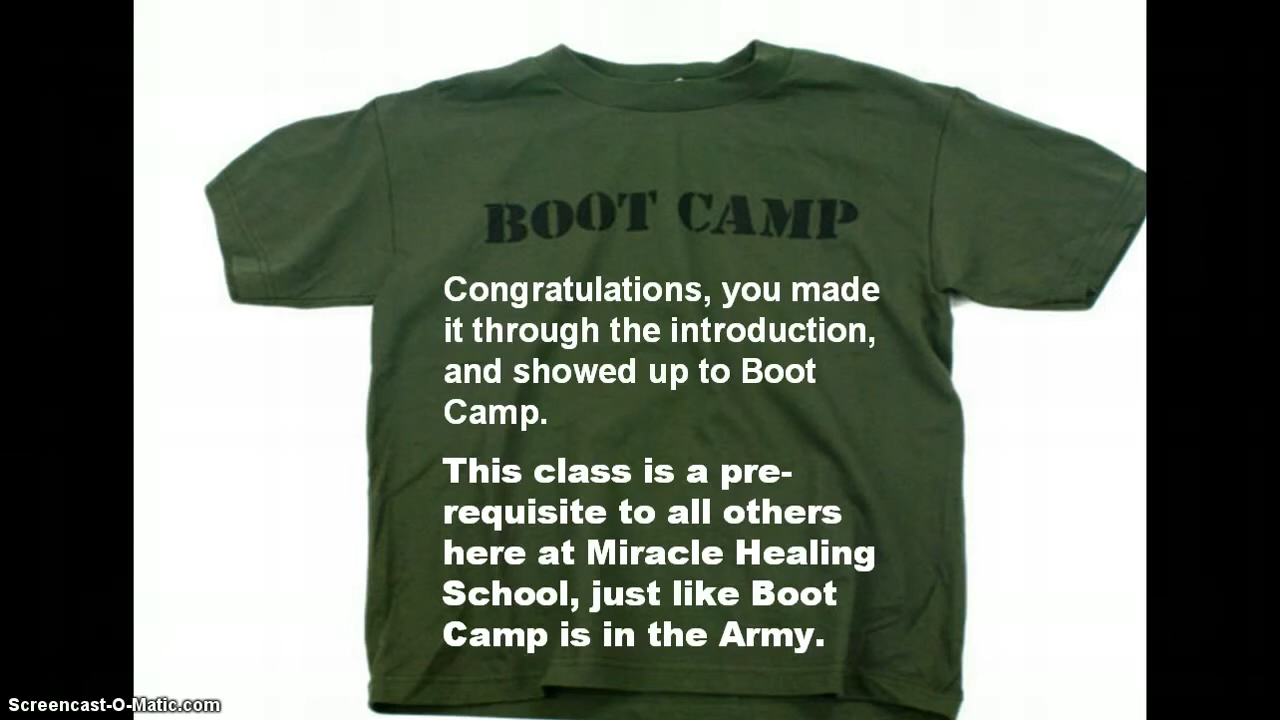 BOOT CAMP
Congratulations, you made
it through the introduction,
and showed up to Boot
Camp.
This class is a pre-
requisite to all others
here at Miracle Healing
School, just like Boot
Camp is in the Army.
Screencast-O-Matic.com